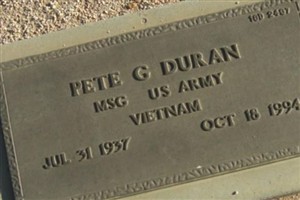 PETE G DURAN
MSG US ARMY
VIETNAM
JUL 31 1937 OCT 18 1994